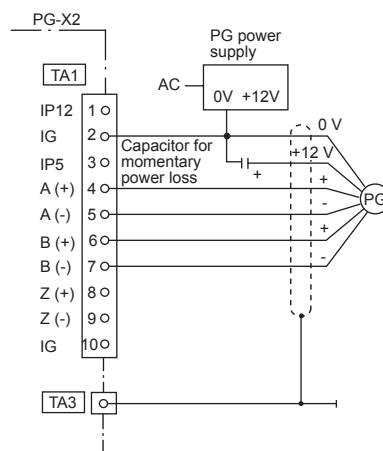 PG-X2
PG power
supply
TA1
AC
0V +12V
IP12 1
IG 2
0 V
Capacitor for
momentary
power loss
+12 V
+
IP5 3
A (+) 4
+
A (-) 5
-
PG
B (+) 6
+
B (-) 7
-
Z (+) 8
Z (-) 9
IG 10
TA3